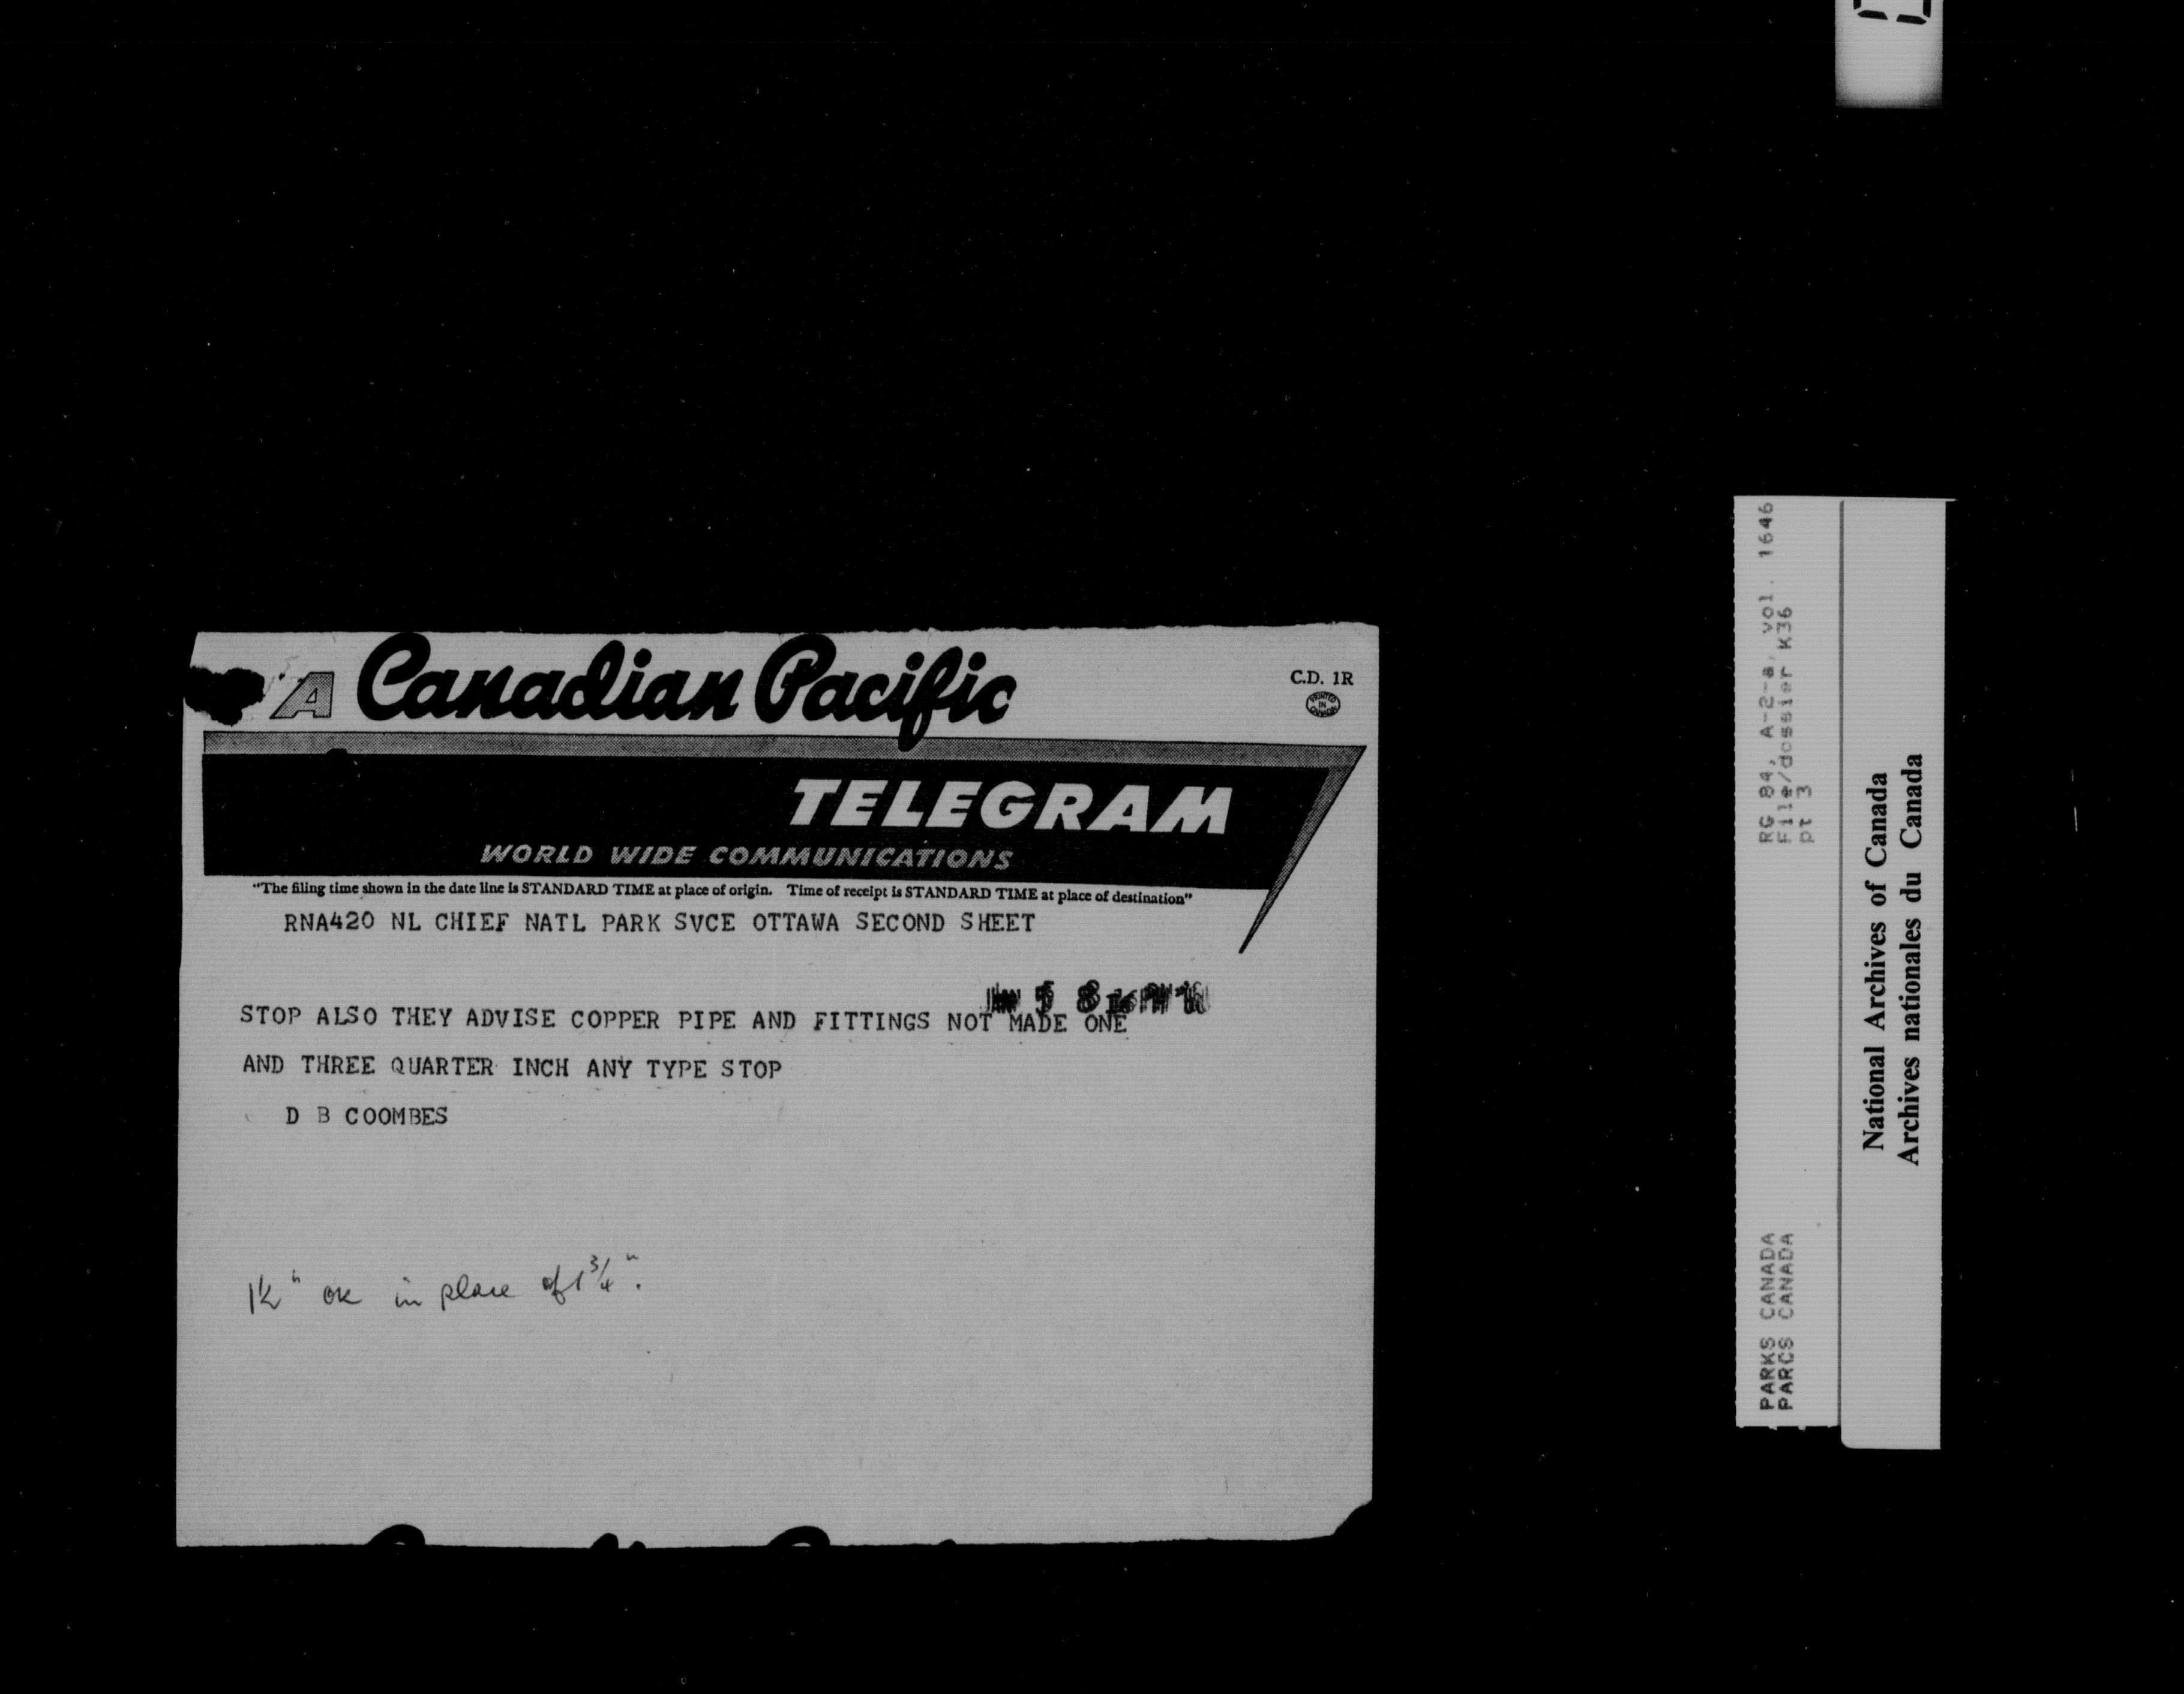 A Canadian Pacific
C.D. 1R
PRINTED
IN
CANADA
TELEGRAM
WORLD WIDE COMMUNICATIONS
"The filing time shown in the date line is STANDARD TIME at place of origin. Time of receipt is STANDARD TIME at place of destination"
RNA420 NL CHIEF NATL PARK SVCE OTTAWA SECOND SHEET
STOP ALSO THEY ADVISE COPPER PIPE AND FITTINGS NOT MADE ONE
AND THREE QUARTER INCH ANY TYPE STOP
D B COOMBES
1½" ok in place of 1¾".
RG 84, A-2-a, vol. 1646
File/dossier K36
pt 3
PARKS CANADA
PARCS CANADA
National Archives of Canada
Archives nationales du Canada